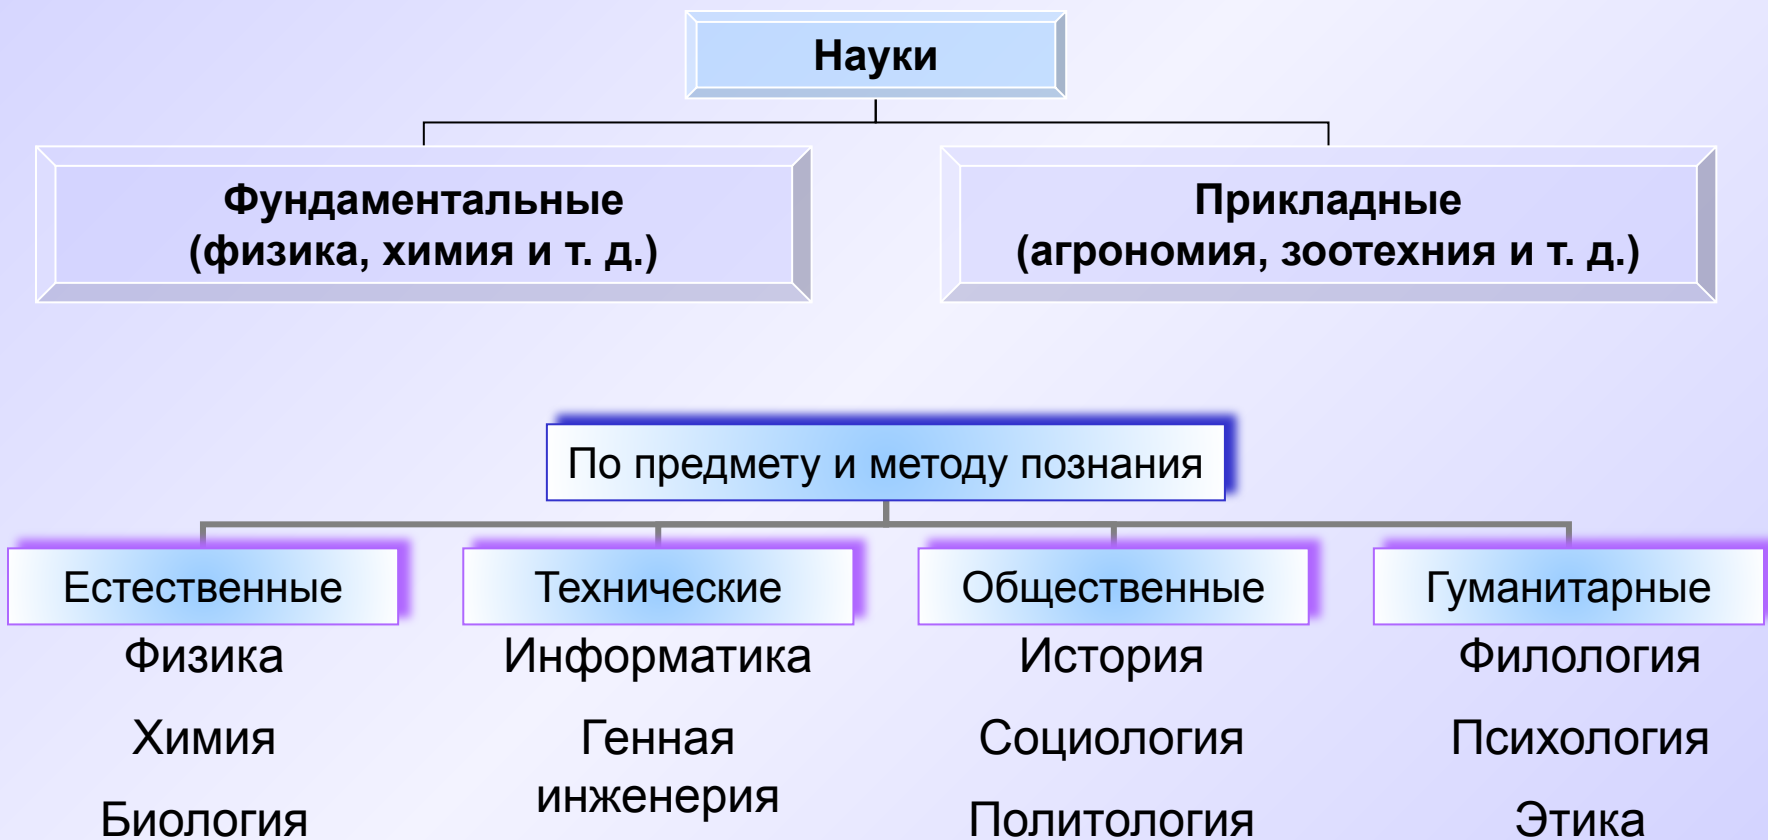 Науки
Фундаментальные
(физика, химия и т. д.)
Прикладные
(агрономия, зоотехния и т. д.)
По предмету и методу познания
Естественные
Физика
Химия
Биология
Технические
Информатика
Генная
инженерия
Общественные
История
Социология
Политология
Гуманитарные
Филология
Психология
Этика